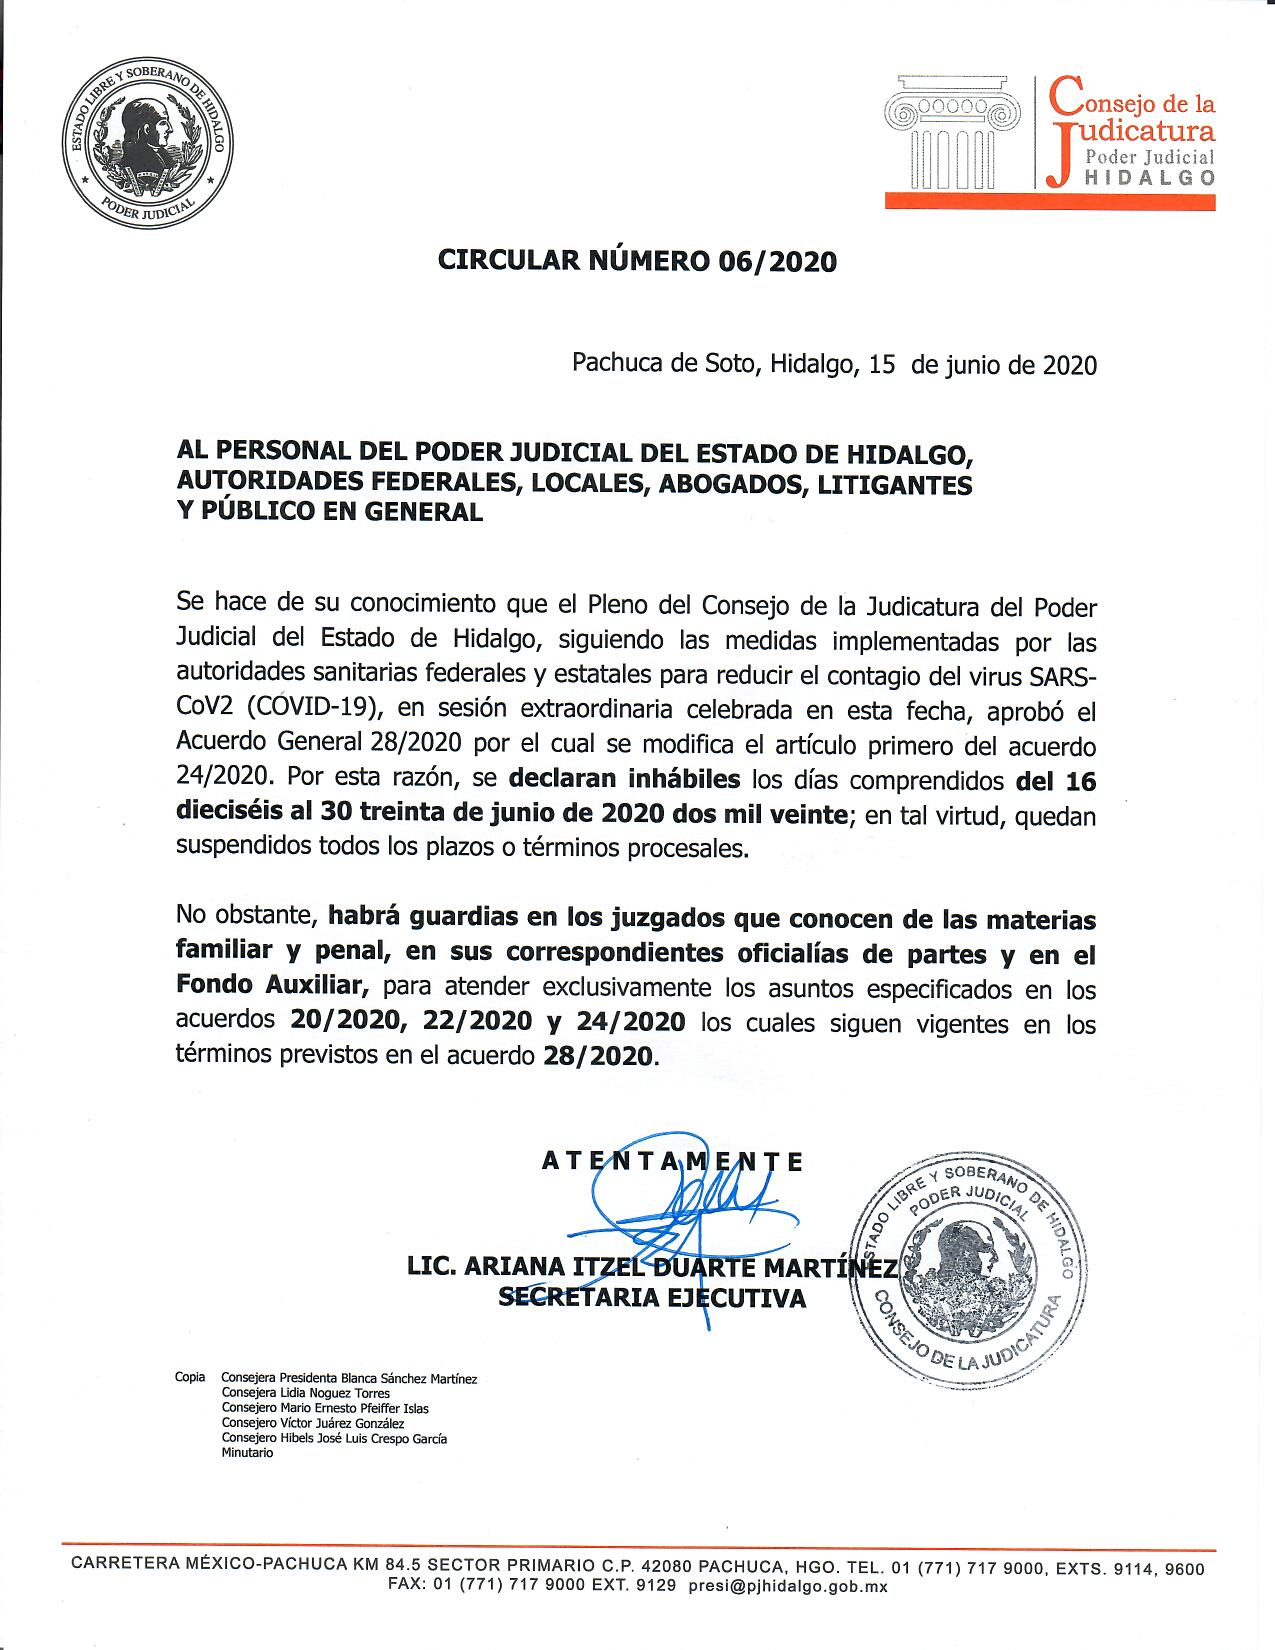 ESTADO LIBRE Y SOBERANO DE HIDALGO
PODER JUDICIAL
Consejo de la
Judicatura
Poder Judicial
HIDALGO
CIRCULAR NÚMERO 06/2020
Pachuca de Soto, Hidalgo, 15 de junio de 2020
AL PERSONAL DEL PODER JUDICIAL DEL ESTADO DE HIDALGO,
AUTORIDADES FEDERALES, LOCALES, ABOGADOS, LITIGANTES
Y PÚBLICO EN GENERAL
Se hace de su conocimiento que el Pleno del Consejo de la Judicatura del Poder
Judicial del Estado de Hidalgo, siguiendo las medidas implementadas por las
autoridades sanitarias federales y estatales para reducir el contagio del virus SARS-
CoV2 (COVID-19), en sesión extraordinaria celebrada en esta fecha, aprobó el
Acuerdo General 28/2020 por el cual se modifica el artículo primero del acuerdo
24/2020. Por esta razón, se declaran inhábiles los días comprendidos del 16
dieciséis al 30 treinta de junio de 2020 dos mil veinte; en tal virtud, quedan
suspendidos todos los plazos o términos procesales.
No obstante, habrá guardias en los juzgados que conocen de las materias
familiar y penal, en sus correspondientes oficialías de partes y en el
Fondo Auxiliar, para atender exclusivamente los asuntos especificados en los
acuerdos 20/2020, 22/2020 y 24/2020 los cuales siguen vigentes en los
términos previstos en el acuerdo 28/2020.
A T E N T A M E N T E
LIC. ARIANA ITZEL DUARTE MARTÍNEZ
SECRETARIA EJECUTIVA
ESTADO LIBRE Y SOBERANO DE HIDALGO
PODER JUDICIAL
CONSEJO DE LA JUDICATURA
Copia Consejera Presidenta Blanca Sánchez Martínez
Consejera Lidia Noguez Torres
Consejero Mario Ernesto Pfeiffer Islas
Consejero Víctor Juárez González
Consejero Hibels José Luis Crespo García
Minutario
CARRETERA MÉXICO-PACHUCA KM 84.5 SECTOR PRIMARIO C.P. 42080 PACHUCA, HGO. TEL. 01 (771) 717 9000, EXTS. 9114, 9600
FAX: 01 (771) 717 9000 EXT. 9129 presi@pjhidalgo.gob.mx